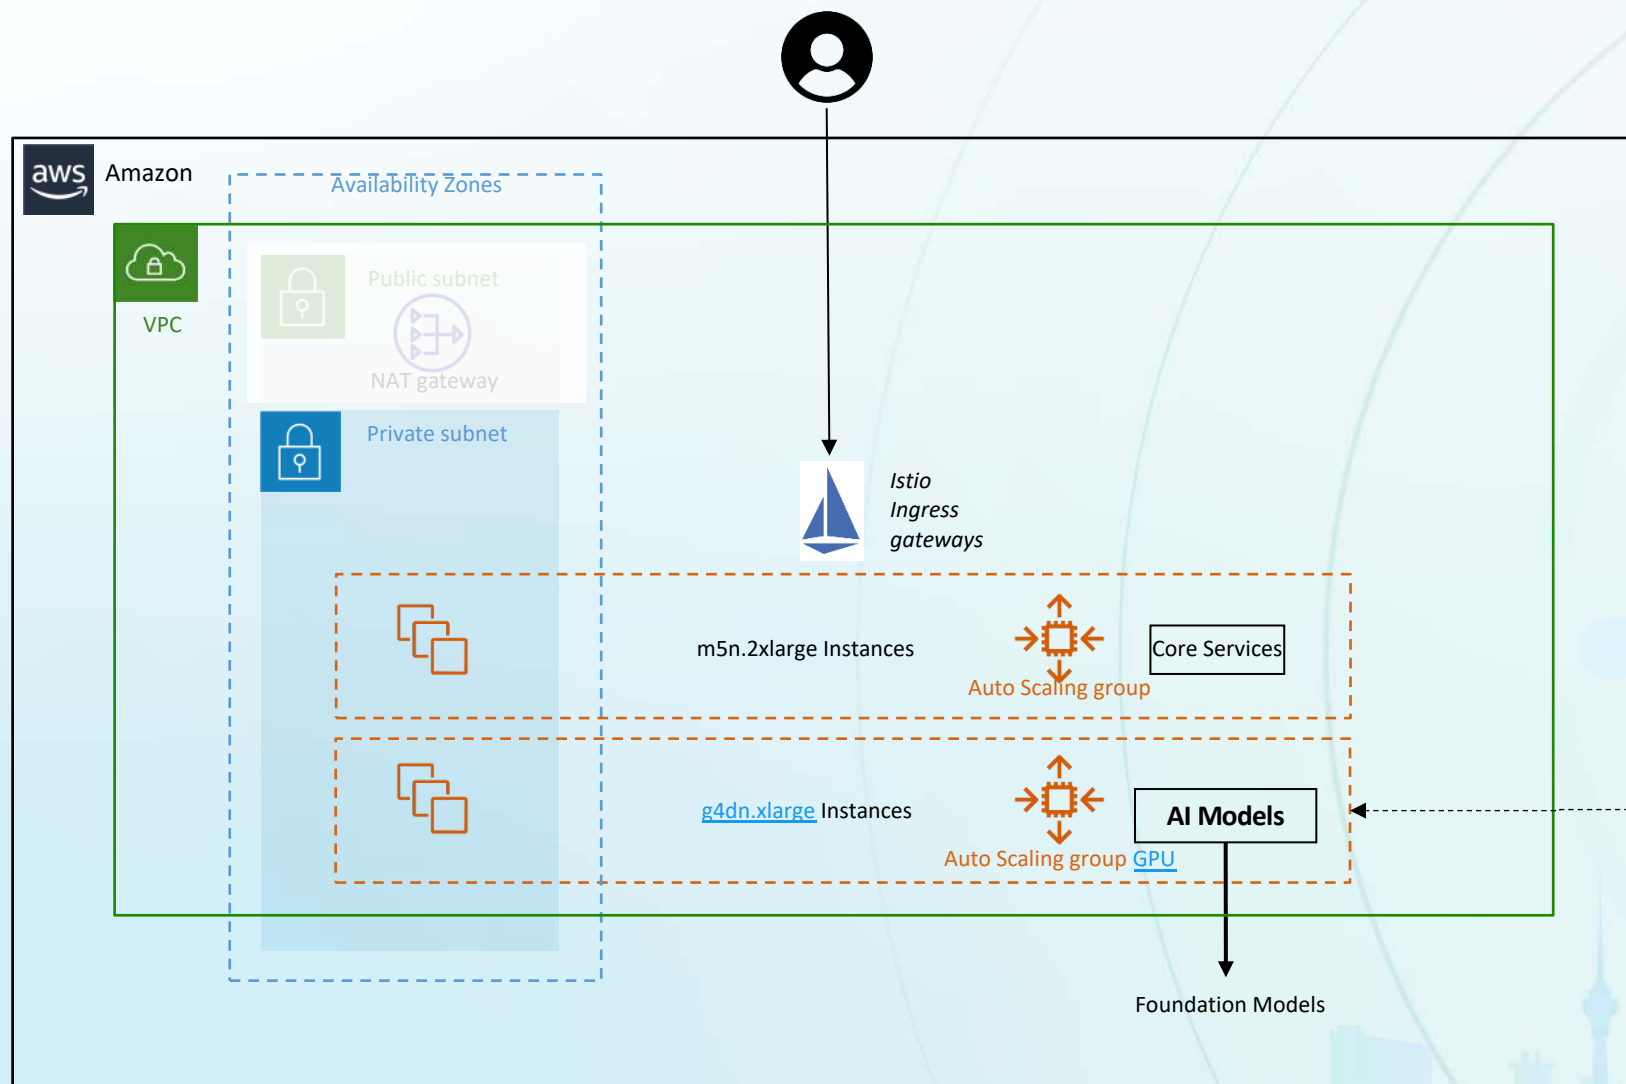 aws
Amazon
Availability Zones
VPC
Public subnet
NAT gateway
Private subnet
Istio
Ingress
gateways
m5n.2xlarge Instances
Core Services
Auto Scaling group
g4dn.xlarge Instances
AI Models
Auto Scaling group GPU
Foundation Models